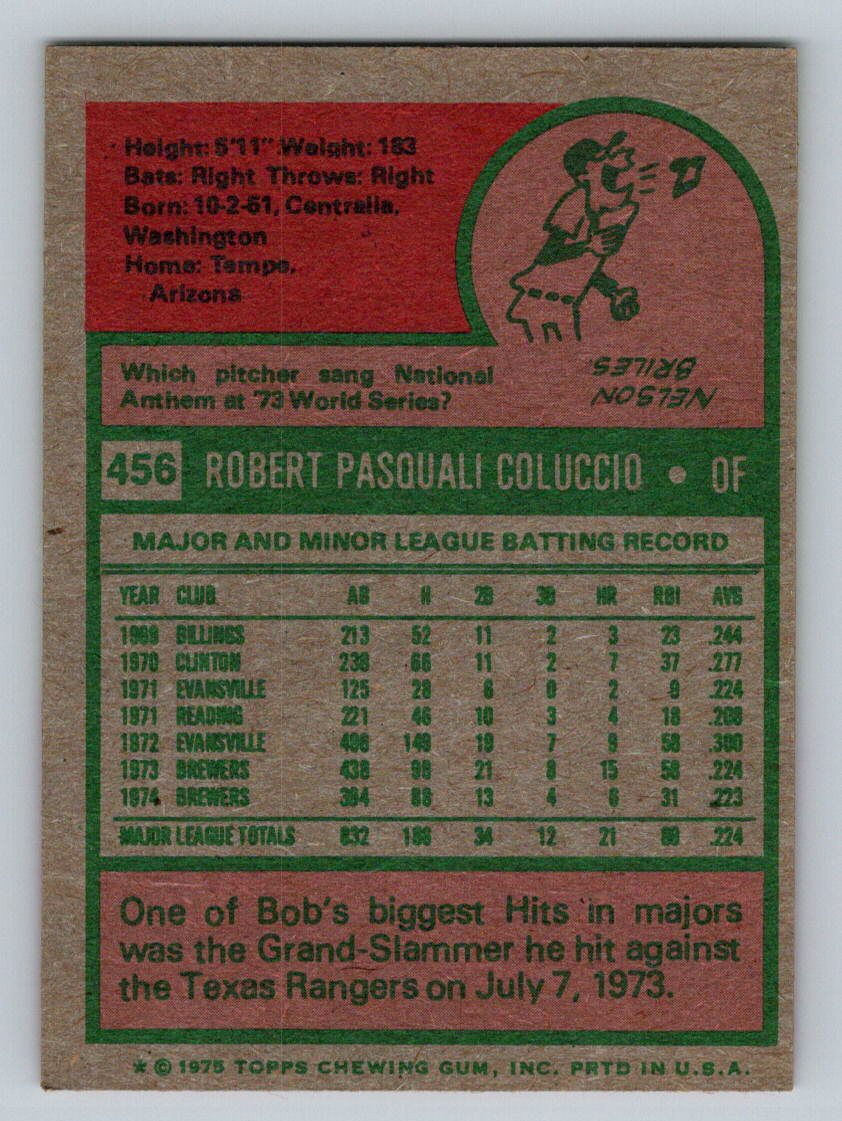 Height: 5'11" Weight: 183
Bats: Right Throws: Right
Born: 10-2-51, Centralia,
Washington
Home: Tempe,
Arizona
Which pitcher sang National
Anthem at '73 World Series?
NELSON
BRILES
456 ROBERT PASQUALI COLUCCIO • OF
MAJOR AND MINOR LEAGUE BATTING RECORD
YEAR CLUB AB H 2B 3B HR RBI AVG
1969 BILLINGS 213 52 11 2 3 23 .244
1970 CLINTON 238 66 11 2 7 37 .277
1971 EVANSVILLE 125 28 6 0 2 9 .224
1971 READING 221 46 10 3 4 18 .208
1972 EVANSVILLE 496 149 19 7 9 58 .300
1973 BREWERS 438 98 21 8 15 58 .224
1974 BREWERS 394 88 13 4 6 31 .223
MAJOR LEAGUE TOTALS 832 186 34 12 21 89 .224
One of Bob's biggest Hits in majors
was the Grand-Slammer he hit against
the Texas Rangers on July 7, 1973.
* © 1975 TOPPS CHEWING GUM, INC. PRTD IN U.S.A.